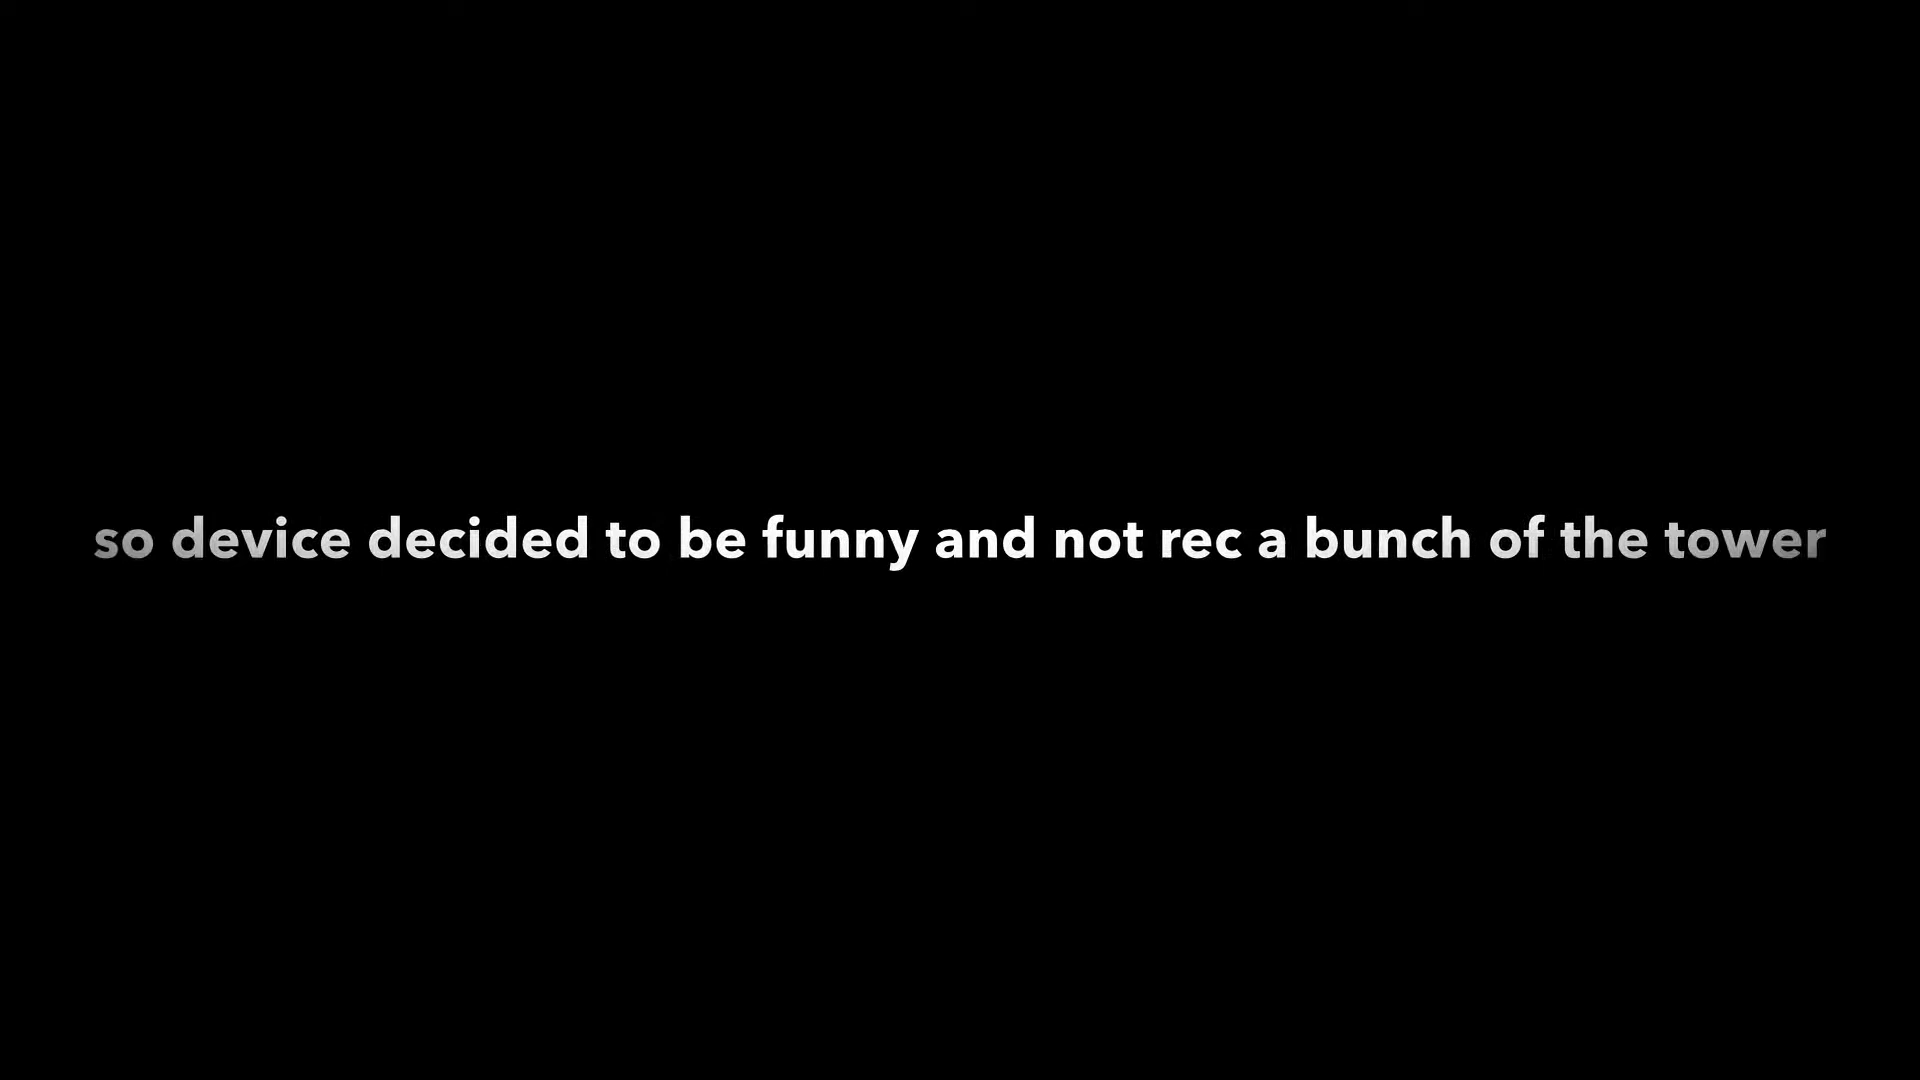 so device decided to be funny and not rec a bunch of the tower